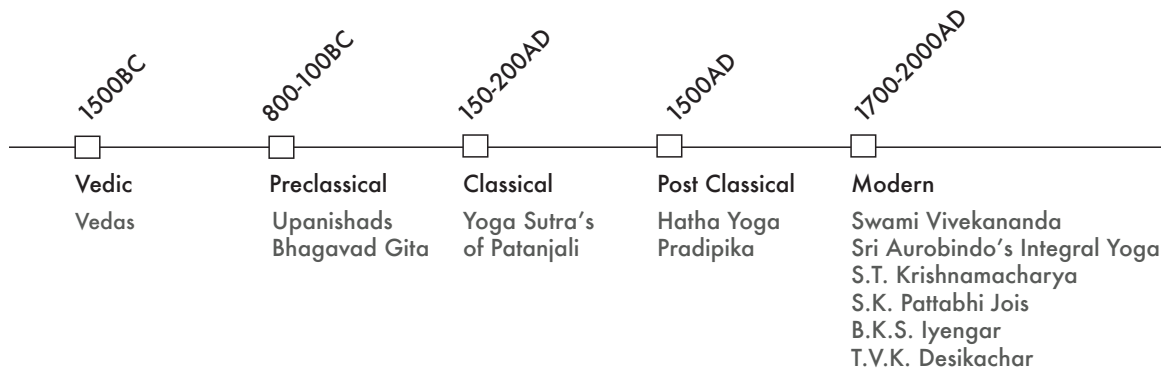 1500BC
800-100BC
150-200AD
1500AD
1700-2000AD
Vedic
Vedas
Preclassical
Upanishads
Bhagavad Gita
Classical
Yoga Sutra’s
of Patanjali
Post Classical
Hatha Yoga
Pradipika
Modern
Swami Vivekananda
Sri Aurobindo’s Integral Yoga
S.T. Krishnamacharya
S.K. Pattabhi Jois
B.K.S. Iyengar
T.V.K. Desikachar